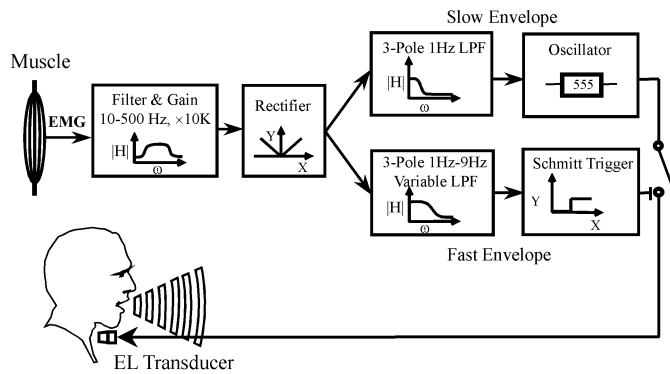 Slow Envelope
Muscle
EMG
Filter & Gain
10-500 Hz, ×10K
|H|
ω
Rectifier
Y
X
3-Pole 1Hz LPF
|H|
ω
Oscillator
555
3-Pole 1Hz-9Hz
Variable LPF
|H|
ω
Schmitt Trigger
Y
X
Fast Envelope
EL Transducer